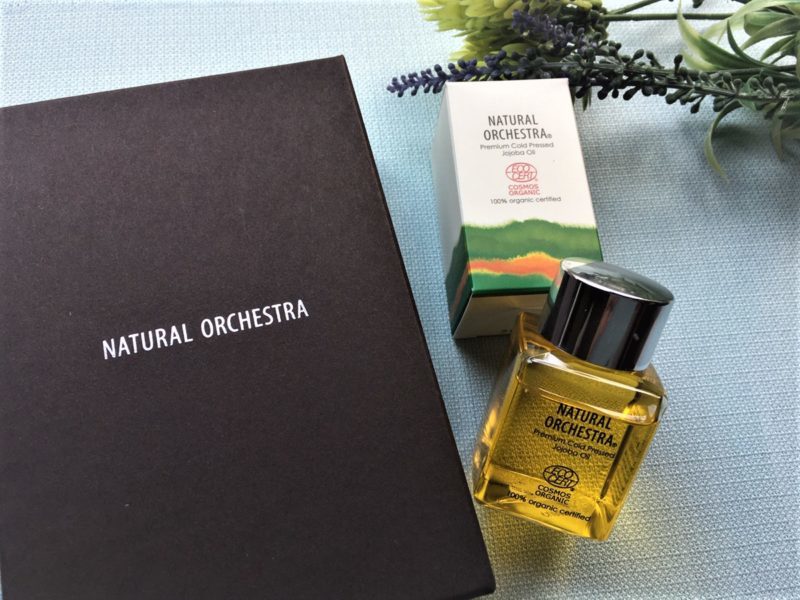 NATURAL ORCHESTRA
NATURAL
ORCHESTRA®
Premium Cold Pressed
Jojoba Oil
ECO
CERT
COSMOS
ORGANIC
100% organic certified
NATURAL
ORCHESTRA®
Premium Cold Pressed
Jojoba Oil
ECO
CERT
COSMOS
ORGANIC
100% organic certified